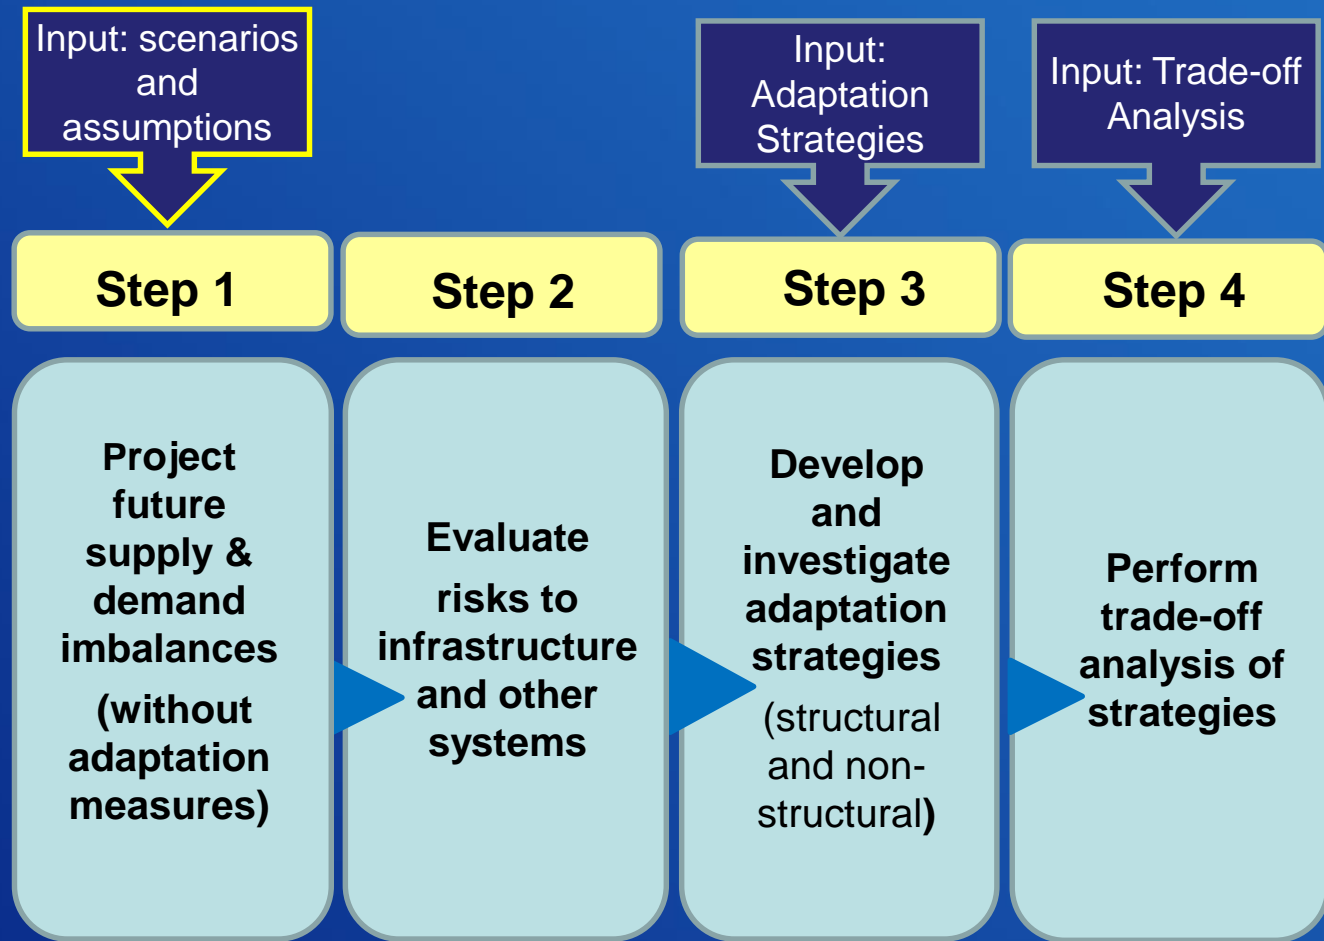 Input: scenarios
and
assumptions
Input:
Adaptation
Strategies
Input: Trade-off
Analysis
Step 1
Step 2
Step 3
Step 4
Project
future
supply &
demand
imbalances
(without
adaptation
measures)
Evaluate
risks to
infrastructure
and other
systems
Develop
and
investigate
adaptation
strategies
(structural
and non-
structural)
Perform
trade-off
analysis of
strategies